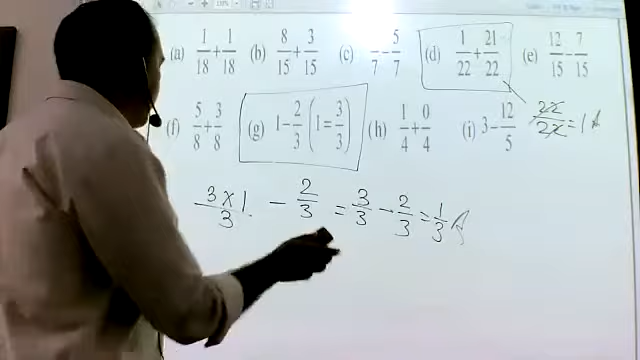 (a) 1/18 + 1/18 (b) 8/15 + 3/15 (c) /7 - 5/7 (d) 1/22 + 21/22 (e) 12/15 - 7/15
(f) 5/8 + 3/8 (g) 1 - 2/3 (1 = 3/3) (h) 1/4 + 0/4 (i) 3 - 12/5
22/22 = 1
3 × 1/3 - 2/3 = 3/3 - 2/3 = 1/3